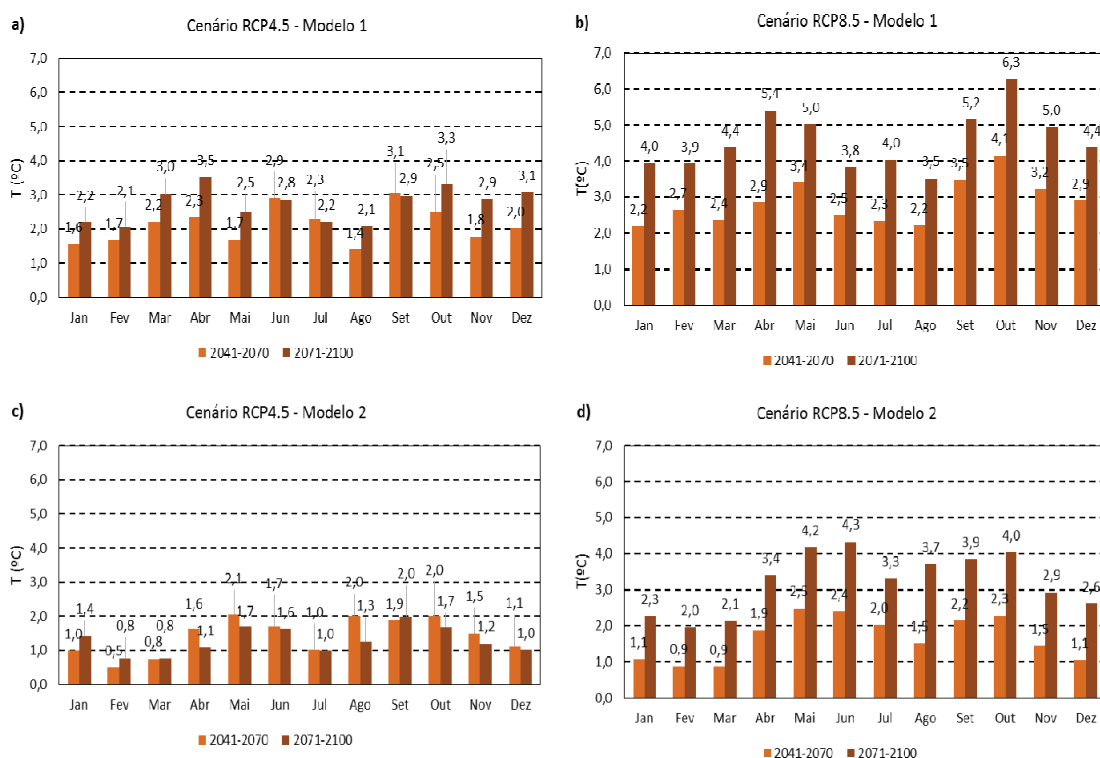 a)
Cenário RCP4.5 - Modelo 1
7,0
6,0
5,0
4,0
3,0
2,0
1,0
0,0
T (ºC)
1,6 2,2 1,7 2,1 2,2 3,0 2,3 3,5 1,7 2,5 2,9 2,8 2,3 2,2 1,4 2,1 3,1 2,9 2,5 3,3 1,8 2,9 2,0 3,1
Jan Fev Mar Abr Mai Jun Jul Ago Set Out Nov Dez
2041-2070 2071-2100
b)
Cenário RCP8.5 - Modelo 1
7,0
6,0
5,0
4,0
3,0
2,0
1,0
0,0
T(ºC)
2,2 4,0 2,7 3,9 2,4 4,4 2,9 5,4 3,4 5,0 2,5 3,8 2,3 4,0 2,2 3,5 3,5 5,2 4,1 6,3 3,2 5,0 2,9 4,4
Jan Fev Mar Abr Mai Jun Jul Ago Set Out Nov Dez
2041-2070 2071-2100
c)
Cenário RCP4.5 - Modelo 2
7,0
6,0
5,0
4,0
3,0
2,0
1,0
0,0
T (ºC)
1,0 1,4 0,5 0,8 0,8 0,8 1,6 1,1 2,1 1,7 1,7 1,6 1,0 1,0 2,0 1,3 1,9 2,0 2,0 1,7 1,5 1,2 1,1 1,0
Jan Fev Mar Abr Mai Jun Jul Ago Set Out Nov Dez
2041-2070 2071-2100
d)
Cenário RCP8.5 - Modelo 2
7,0
6,0
5,0
4,0
3,0
2,0
1,0
0,0
T(ºC)
1,1 2,3 0,9 2,0 0,9 2,1 1,9 3,4 2,5 4,2 2,4 4,3 2,0 3,3 1,5 3,7 2,2 3,9 2,3 4,0 1,5 2,9 1,1 2,6
Jan Fev Mar Abr Mai Jun Jul Ago Set Out Nov Dez
2041-2070 2071-2100